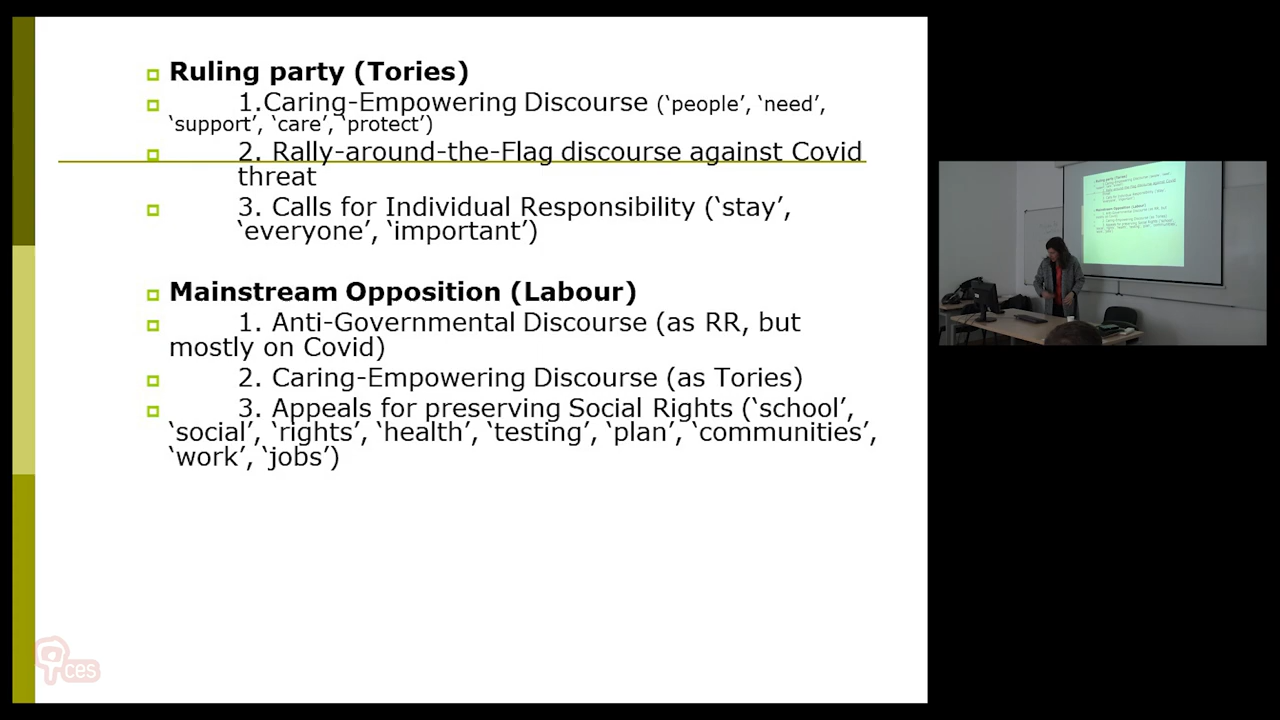 Ruling party (Tories)
1.Caring-Empowering Discourse (‘people’, ‘need’,
‘support’, ‘care’, ‘protect’)
2. Rally-around-the-Flag discourse against Covid
threat
3. Calls for Individual Responsibility (‘stay’,
‘everyone’, ‘important’)
Mainstream Opposition (Labour)
1. Anti-Governmental Discourse (as RR, but
mostly on Covid)
2. Caring-Empowering Discourse (as Tories)
3. Appeals for preserving Social Rights (‘school’,
‘social’, ‘rights’, ‘health’, ‘testing’, ‘plan’, ‘communities’,
‘work’, ‘jobs’)
ces